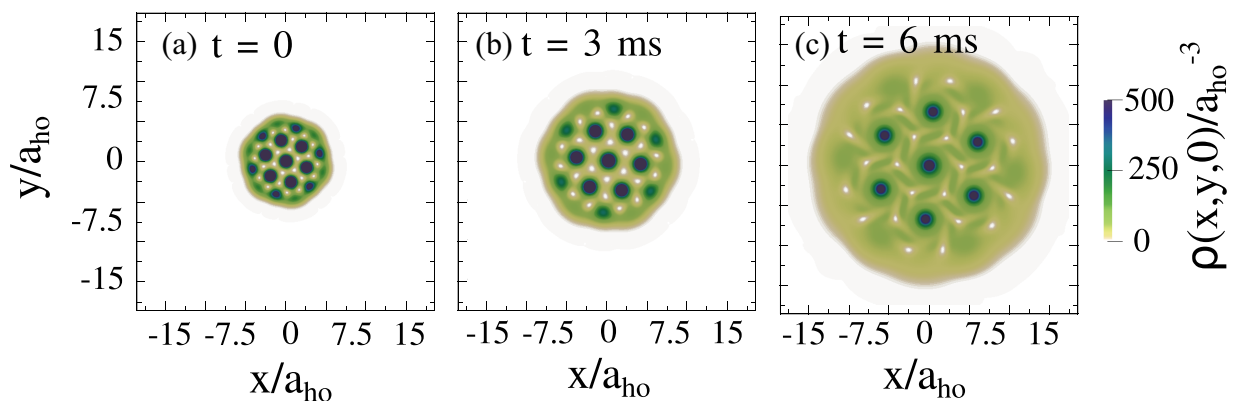 (a) t = 0
(b) t = 3 ms
(c) t = 6 ms
15
7.5
0
-7.5
-15
y/a_ho
-15 -7.5 0 7.5 15
-15 -7.5 0 7.5 15
-15 -7.5 0 7.5 15
x/a_ho
x/a_ho
x/a_ho
500
250
0
ρ(x,y,0)/a_ho^-3